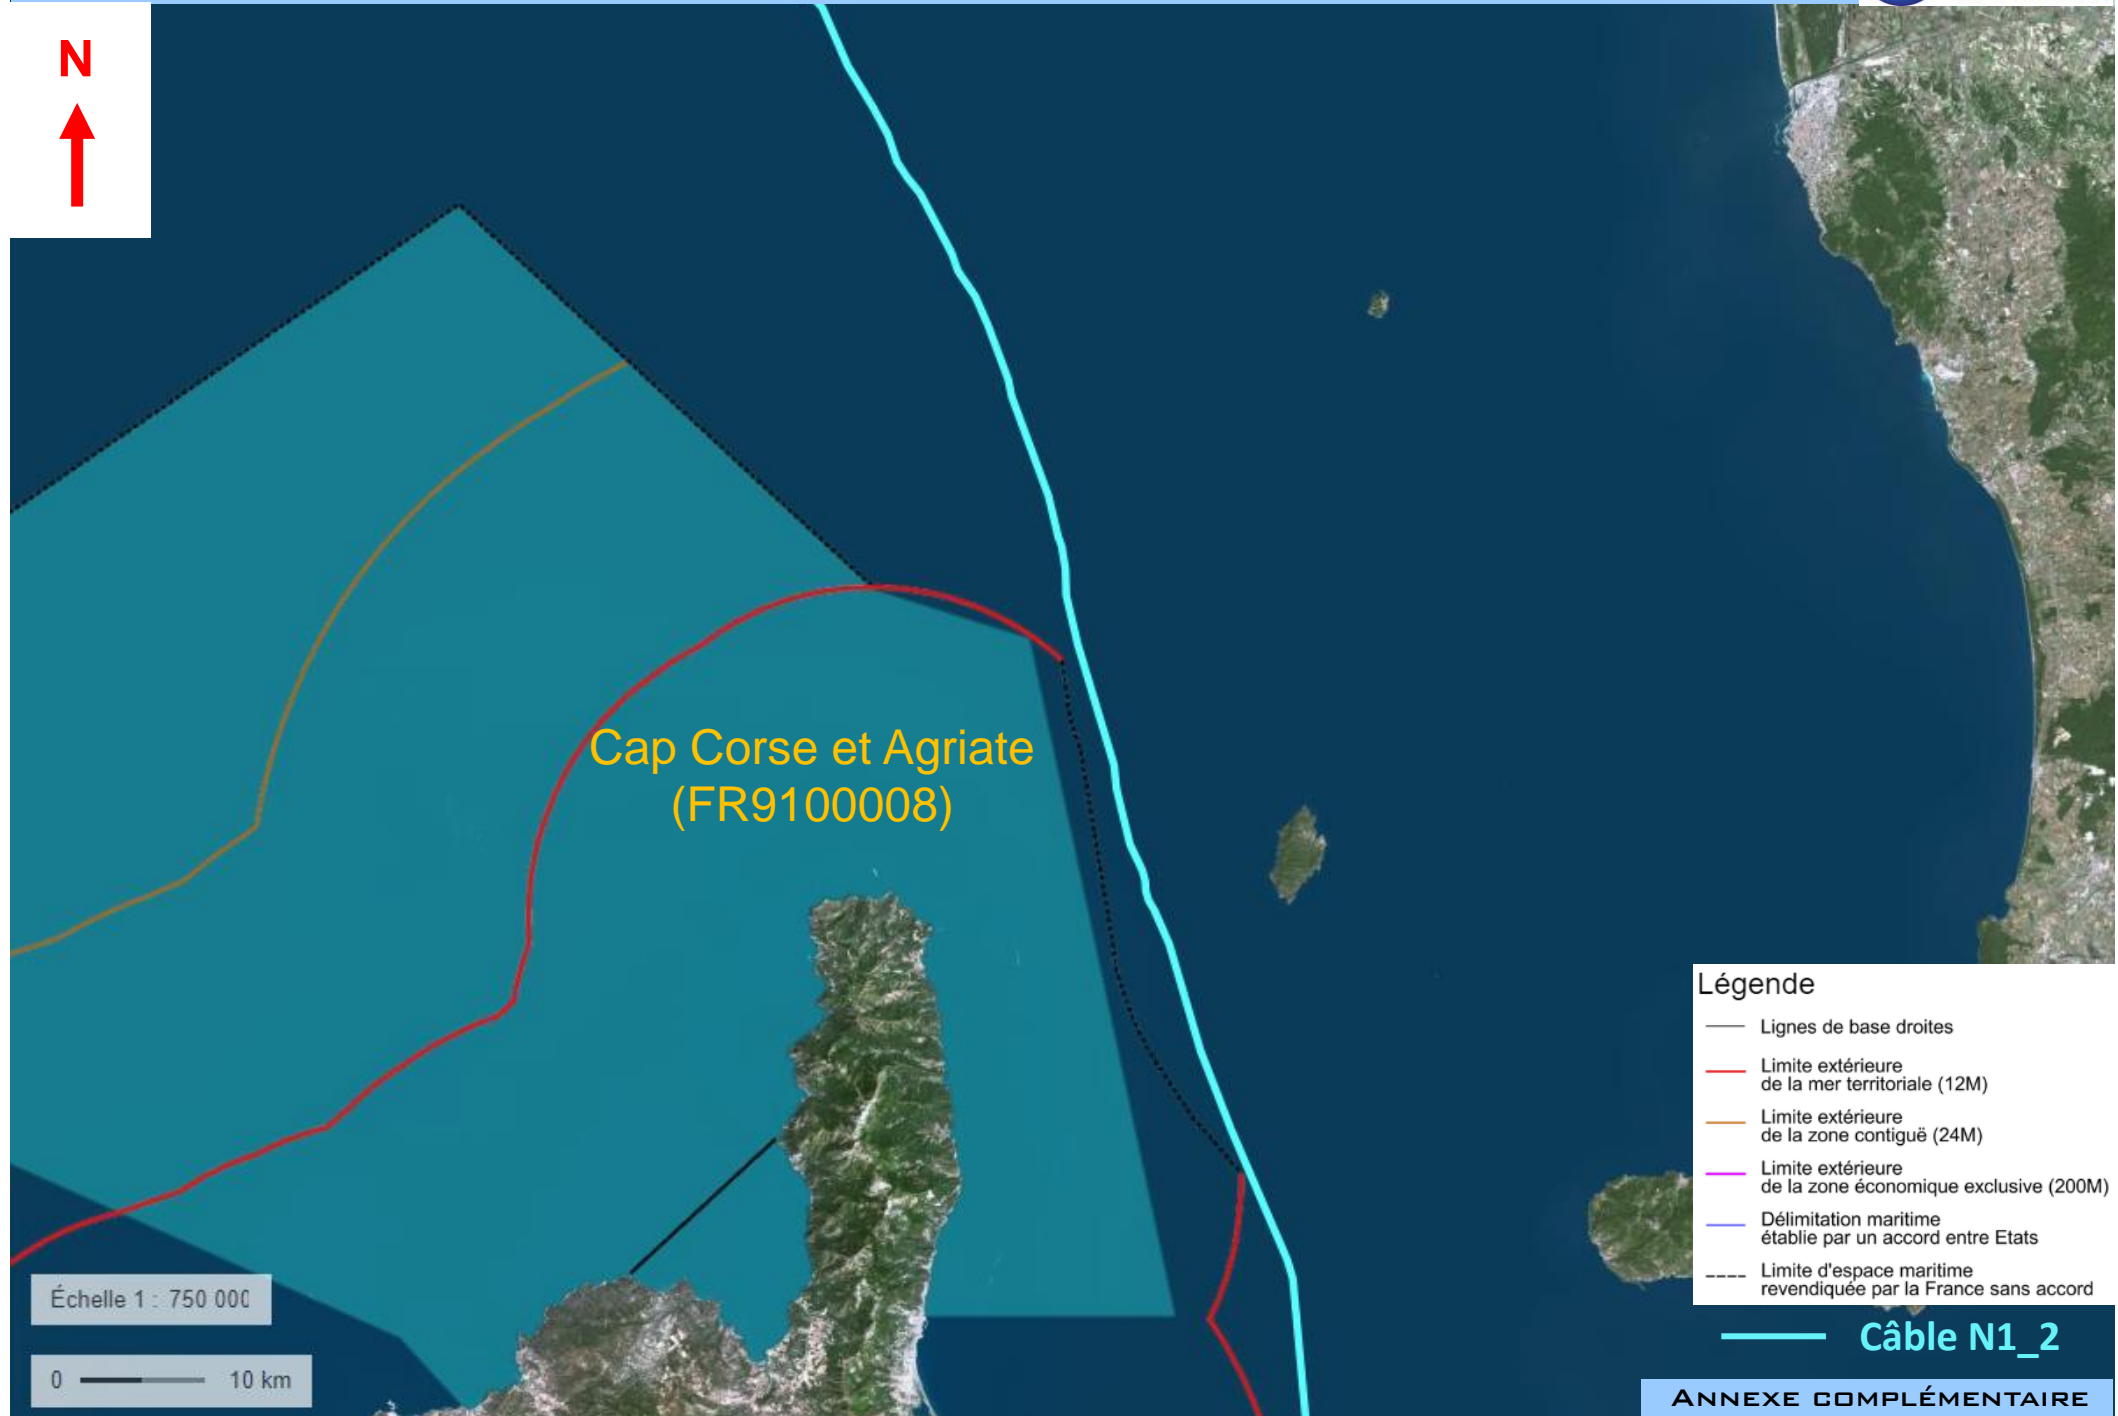 N
Cap Corse et Agriate
(FR9100008)
Légende
Lignes de base droites
Limite extérieure
de la mer territoriale (12M)
Limite extérieure
de la zone contiguë (24M)
Limite extérieure
de la zone économique exclusive (200M)
Délimitation maritime
établie par un accord entre Etats
Limite d'espace maritime
revendiquée par la France sans accord
Échelle 1 : 750 000
0 10 km
Câble N1_2
ANNEXE COMPLÉMENTAIRE